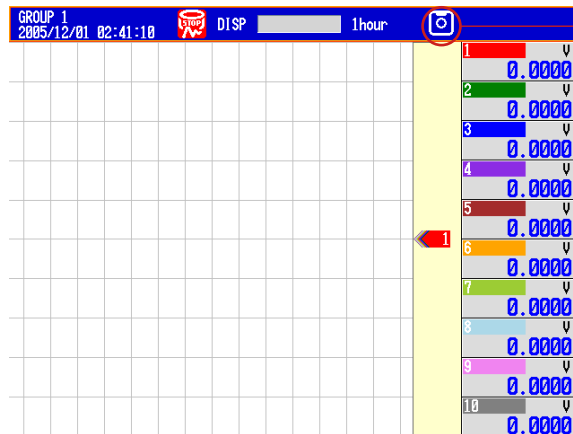 GROUP 1
2005/12/01 02:41:10
STOP
DISP
1hour
1 V
0.0000
2 V
0.0000
3 V
0.0000
4 V
0.0000
5 V
0.0000
1
6 V
0.0000
7 V
0.0000
8 V
0.0000
9 V
0.0000
10 V
0.0000